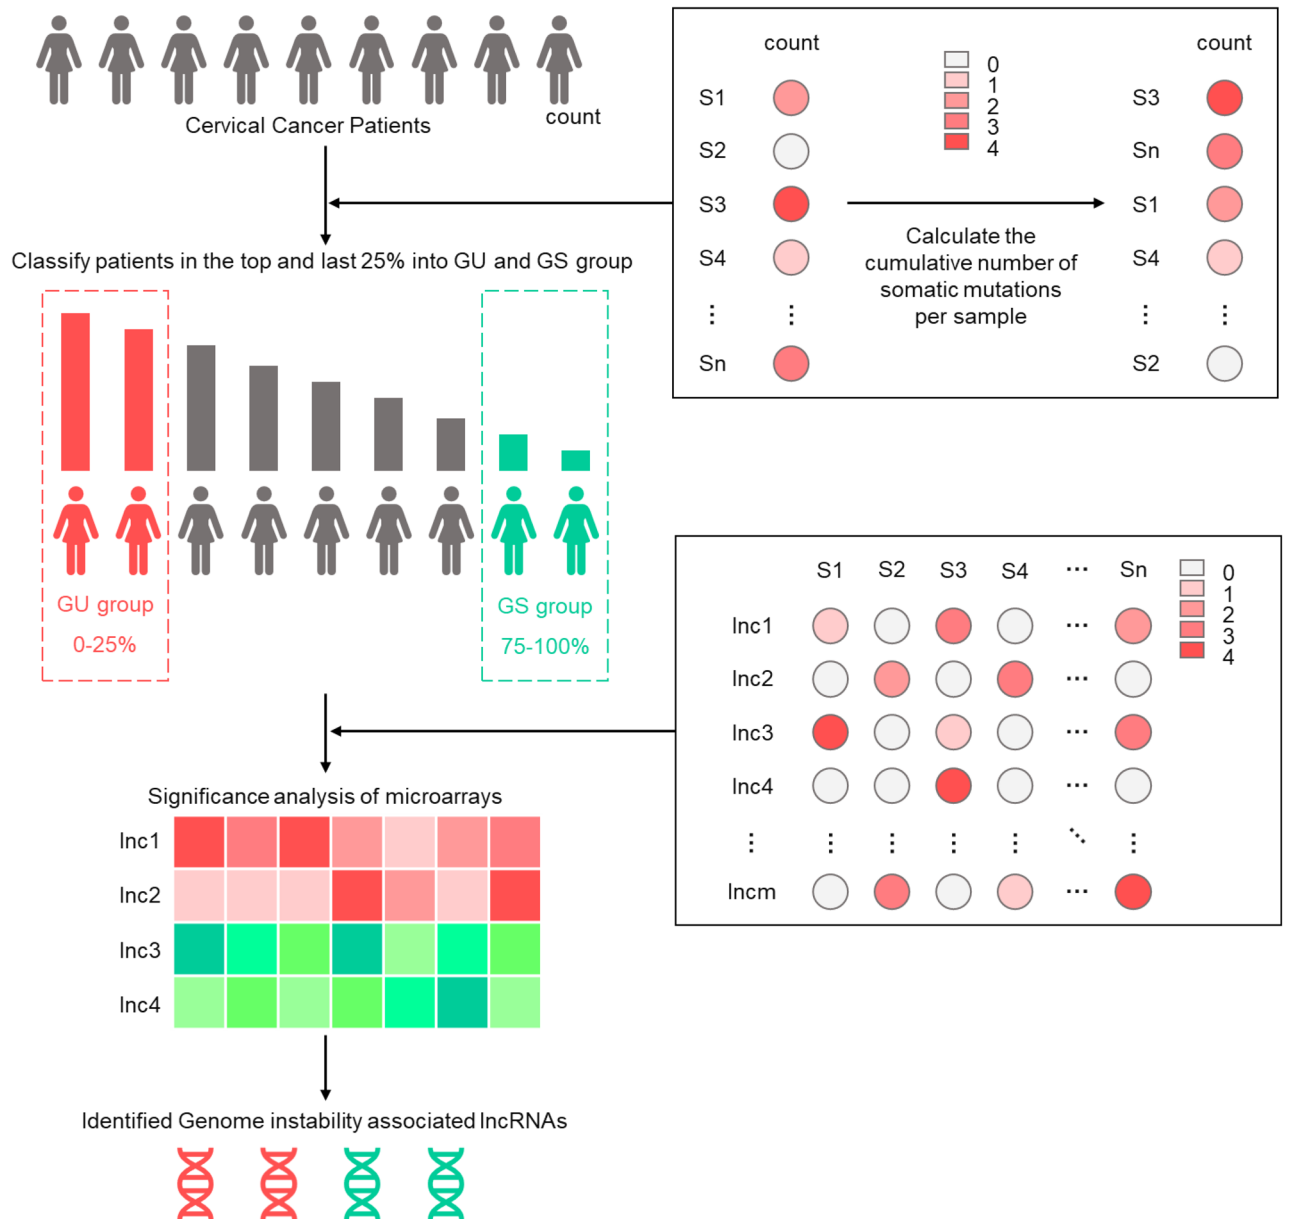 Cervical Cancer Patients
count
Classify patients in the top and last 25% into GU and GS group
GU group
0-25%
GS group
75-100%
count
S1
S2
S3
S4
⋮ ⋮
Sn
0
1
2
3
4
Calculate the
cumulative number of
somatic mutations
per sample
count
S3
Sn
S1
S4
⋮ ⋮
S2
S1 S2 S3 S4 ··· Sn
lnc1 ···
lnc2 ···
lnc3 ···
lnc4 ···
⋮ ⋮ ⋮ ⋮ ⋮ ⋱ ⋮
lncm ···
0
1
2
3
4
Significance analysis of microarrays
lnc1
lnc2
lnc3
lnc4
Identified Genome instability associated lncRNAs